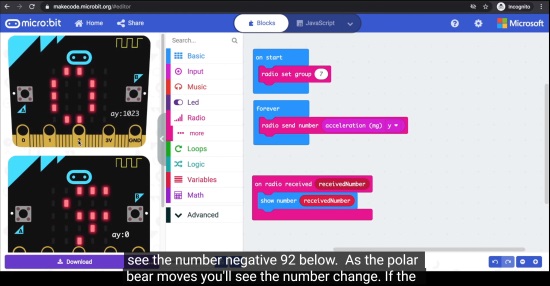 makecode.microbit.org/#editor
Incognito
micro:bit
Home
Share
Blocks
JavaScript
Microsoft
Search...
Basic
Input
Music
Led
Radio
more
Loops
Logic
Variables
Math
Advanced
ay:1023
0 1 2 3V GND
ay:0
on start
radio set group 7
forever
radio send number acceleration (mg) y
on radio received receivedNumber
show number receivedNumber
Download
see the number negative 92 below. As the polar
bear moves you'll see the number change. If the